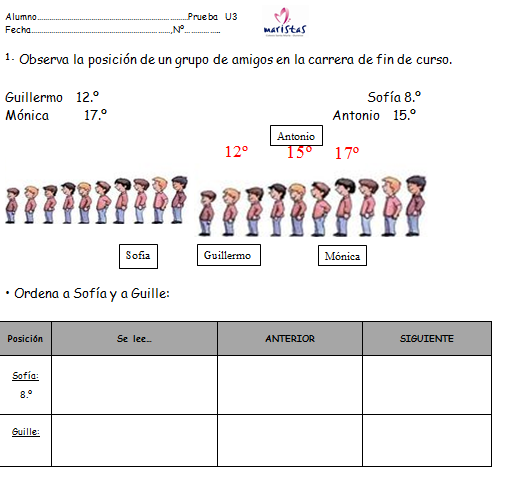 Alumno......................................................................Prueba U3
Fecha............................................................,Nº...............
maristas
1. Observa la posición de un grupo de amigos en la carrera de fin de curso.
Guillermo 12.º Sofía 8.º
Mónica 17.º Antonio 15.º
Antonio
12º 15º 17º
Sofia Guillermo Mónica
• Ordena a Sofía y a Guille:
Posición Se lee... ANTERIOR SIGUIENTE
Sofía:
8.º
Guille: